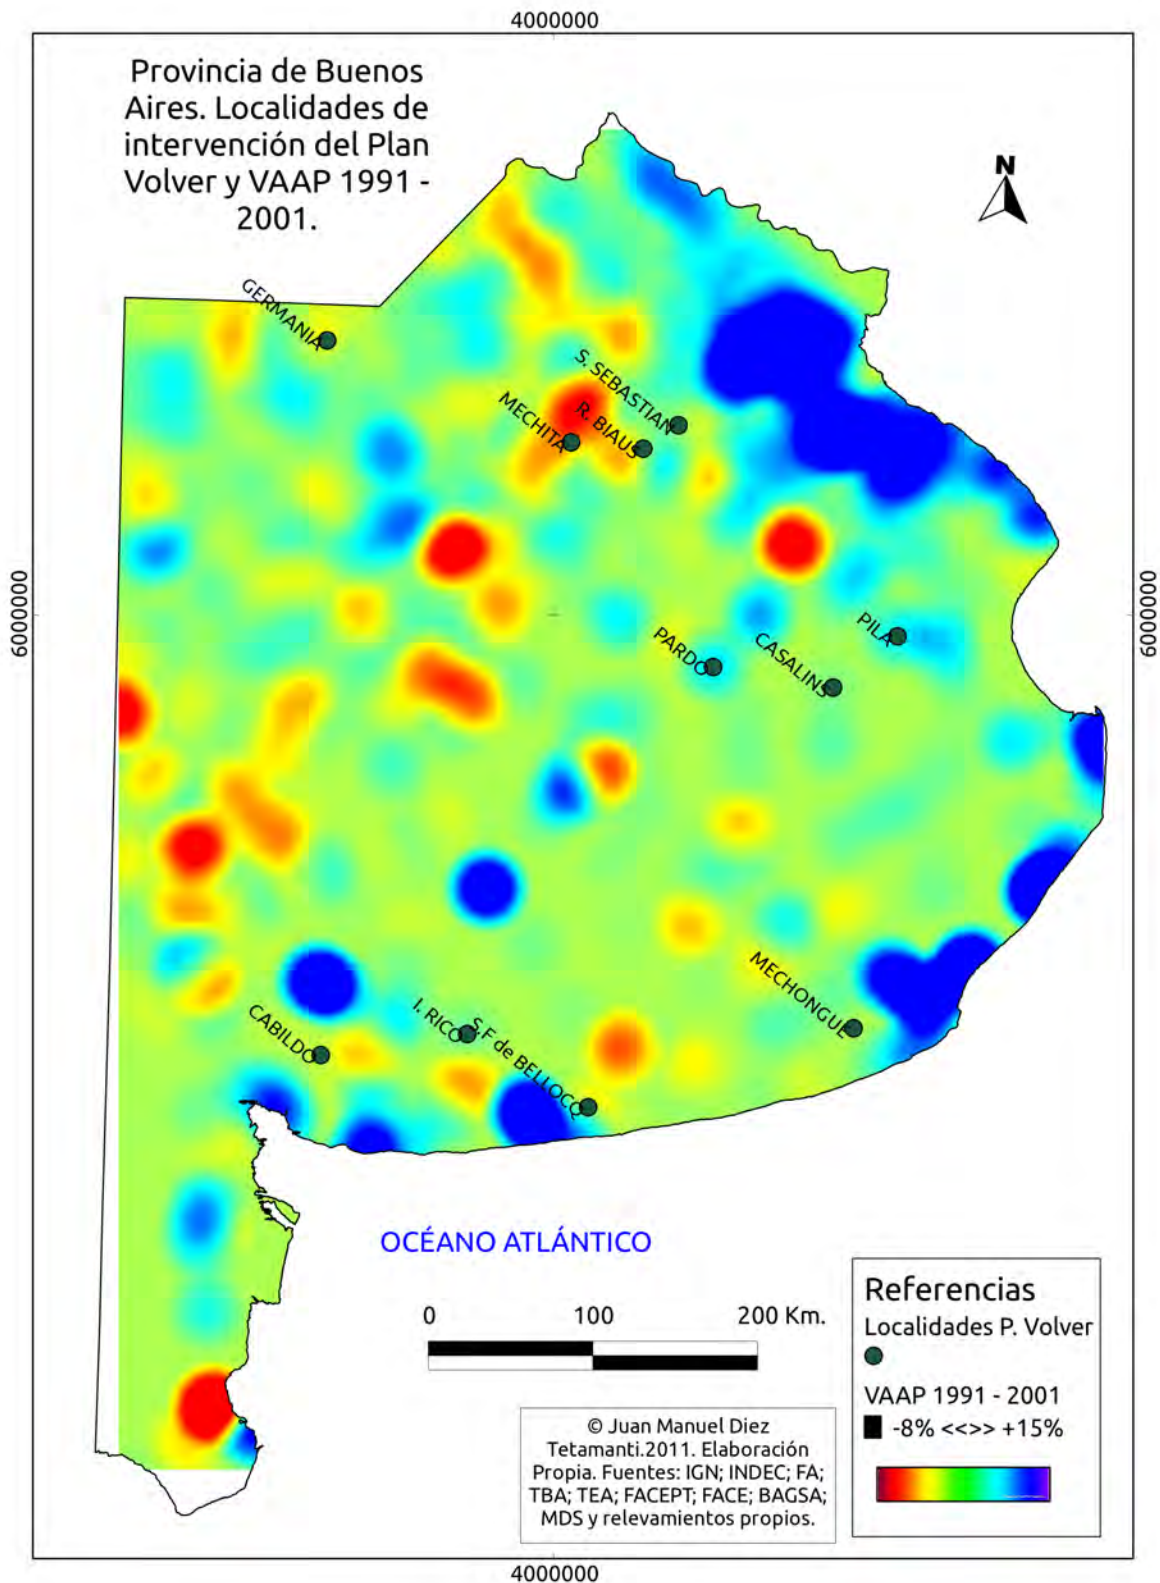 4000000
Provincia de Buenos
Aires. Localidades de
intervención del Plan
Volver y VAAP 1991 -
2001.
N
GERMANIA
S. SEBASTIAN
MECHITA
R. BIAUS
6000000
6000000
PARDO
CASALINS
PILA
MECHONGUE
CABILDO
I. RICO
S.F de BELLOCQ
OCÉANO ATLÁNTICO
0 100 200 Km.
Referencias
Localidades P. Volver
VAAP 1991 - 2001
-8% <<>> +15%
© Juan Manuel Diez
Tetamanti.2011. Elaboración
Propia. Fuentes: IGN; INDEC; FA;
TBA; TEA; FACEPT; FACE; BAGSA;
MDS y relevamientos propios.
4000000